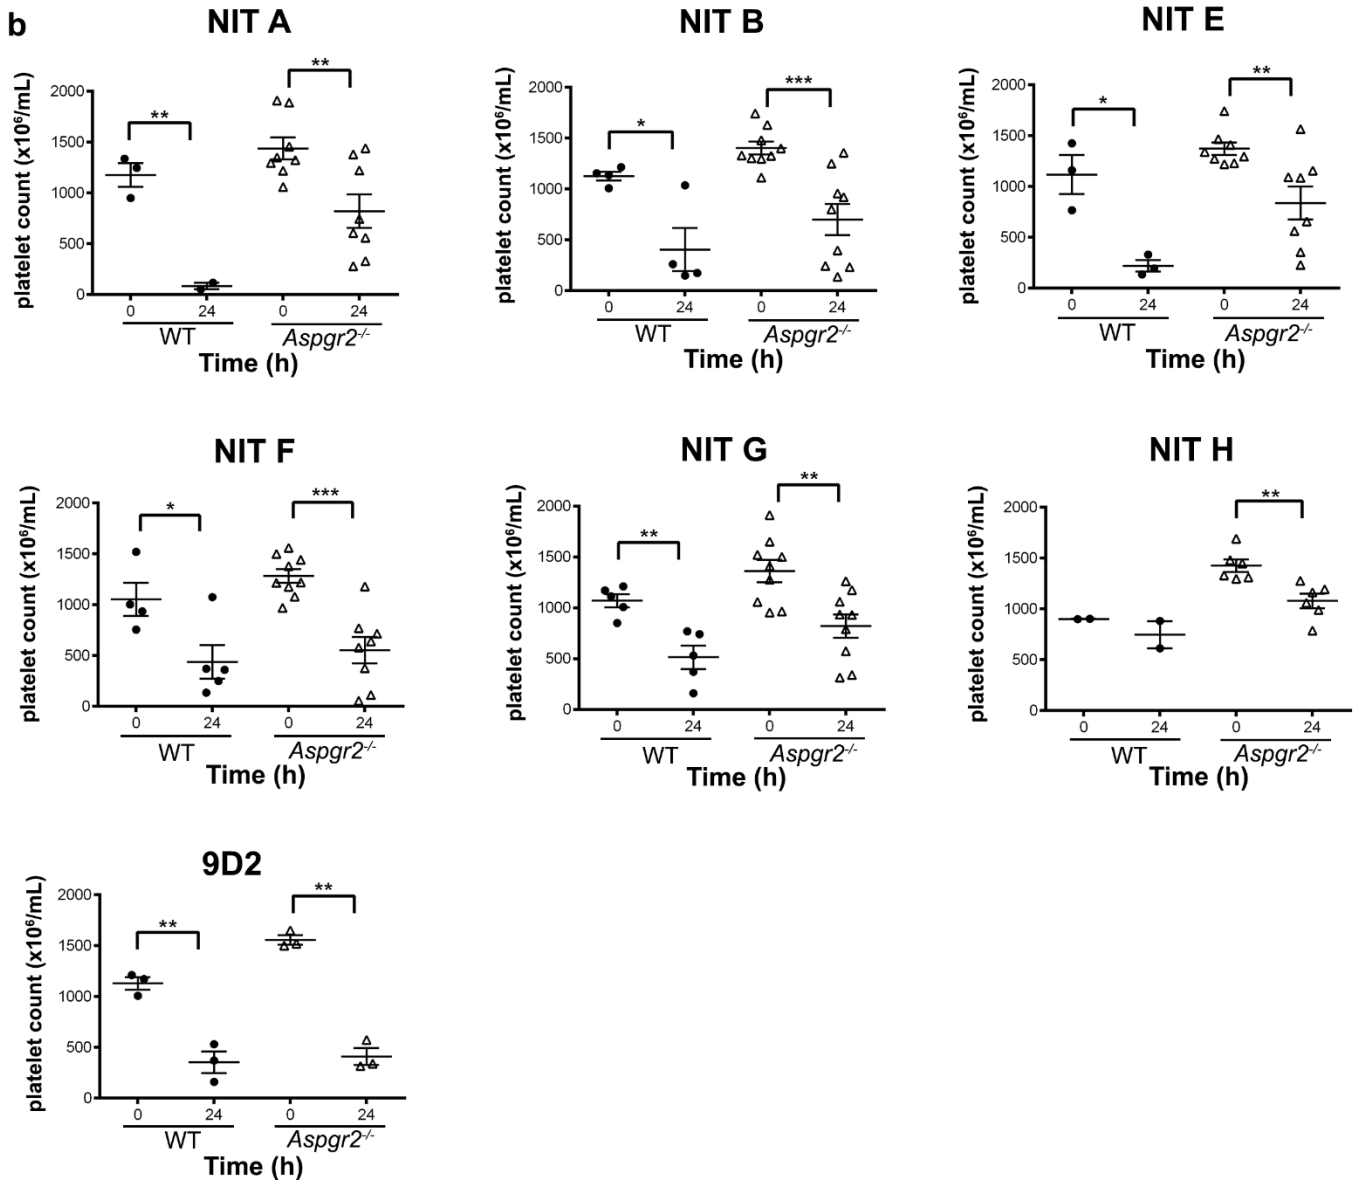 b
NIT A
NIT B
NIT E
platelet count (x10⁶/mL)
2000
1500
1000
500
0
**
**
0 24 0 24
WT Aspgr2-/-
Time (h)
platelet count (x10⁶/mL)
2000
1500
1000
500
0
*
***
0 24 0 24
WT Aspgr2-/-
Time (h)
platelet count (x10⁶/mL)
2000
1500
1000
500
0
*
**
0 24 0 24
WT Aspgr2-/-
Time (h)
NIT F
NIT G
NIT H
platelet count (x10⁶/mL)
2000
1500
1000
500
0
*
***
0 24 0 24
WT Aspgr2-/-
Time (h)
platelet count (x10⁶/mL)
2000
1500
1000
500
0
**
**
0 24 0 24
WT Aspgr2-/-
Time (h)
platelet count (x10⁶/mL)
2000
1500
1000
500
0
**
0 24 0 24
WT Aspgr2-/-
Time (h)
9D2
platelet count (x10⁶/mL)
2000
1500
1000
500
0
**
**
0 24 0 24
WT Aspgr2-/-
Time (h)